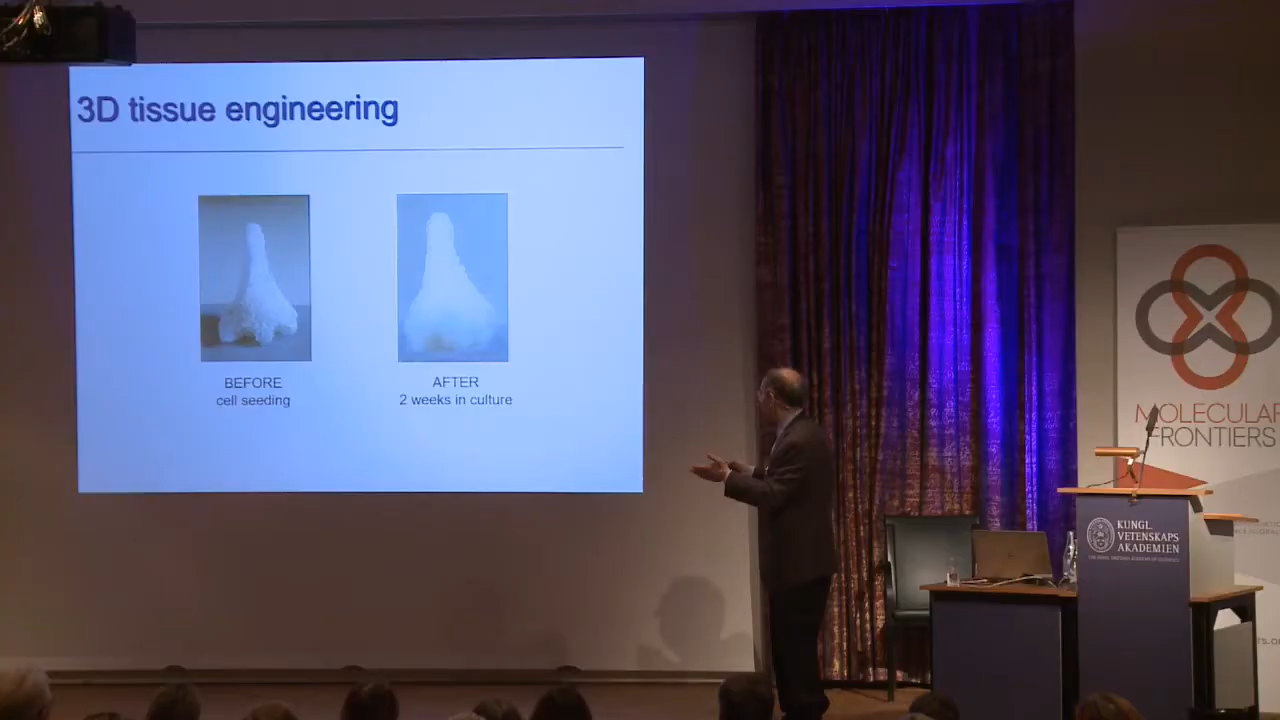 3D tissue engineering
BEFORE
cell seeding
AFTER
2 weeks in culture
MOLECULAR
FRONTIERS
KUNGL.
VETENSKAPS
AKADEMIEN